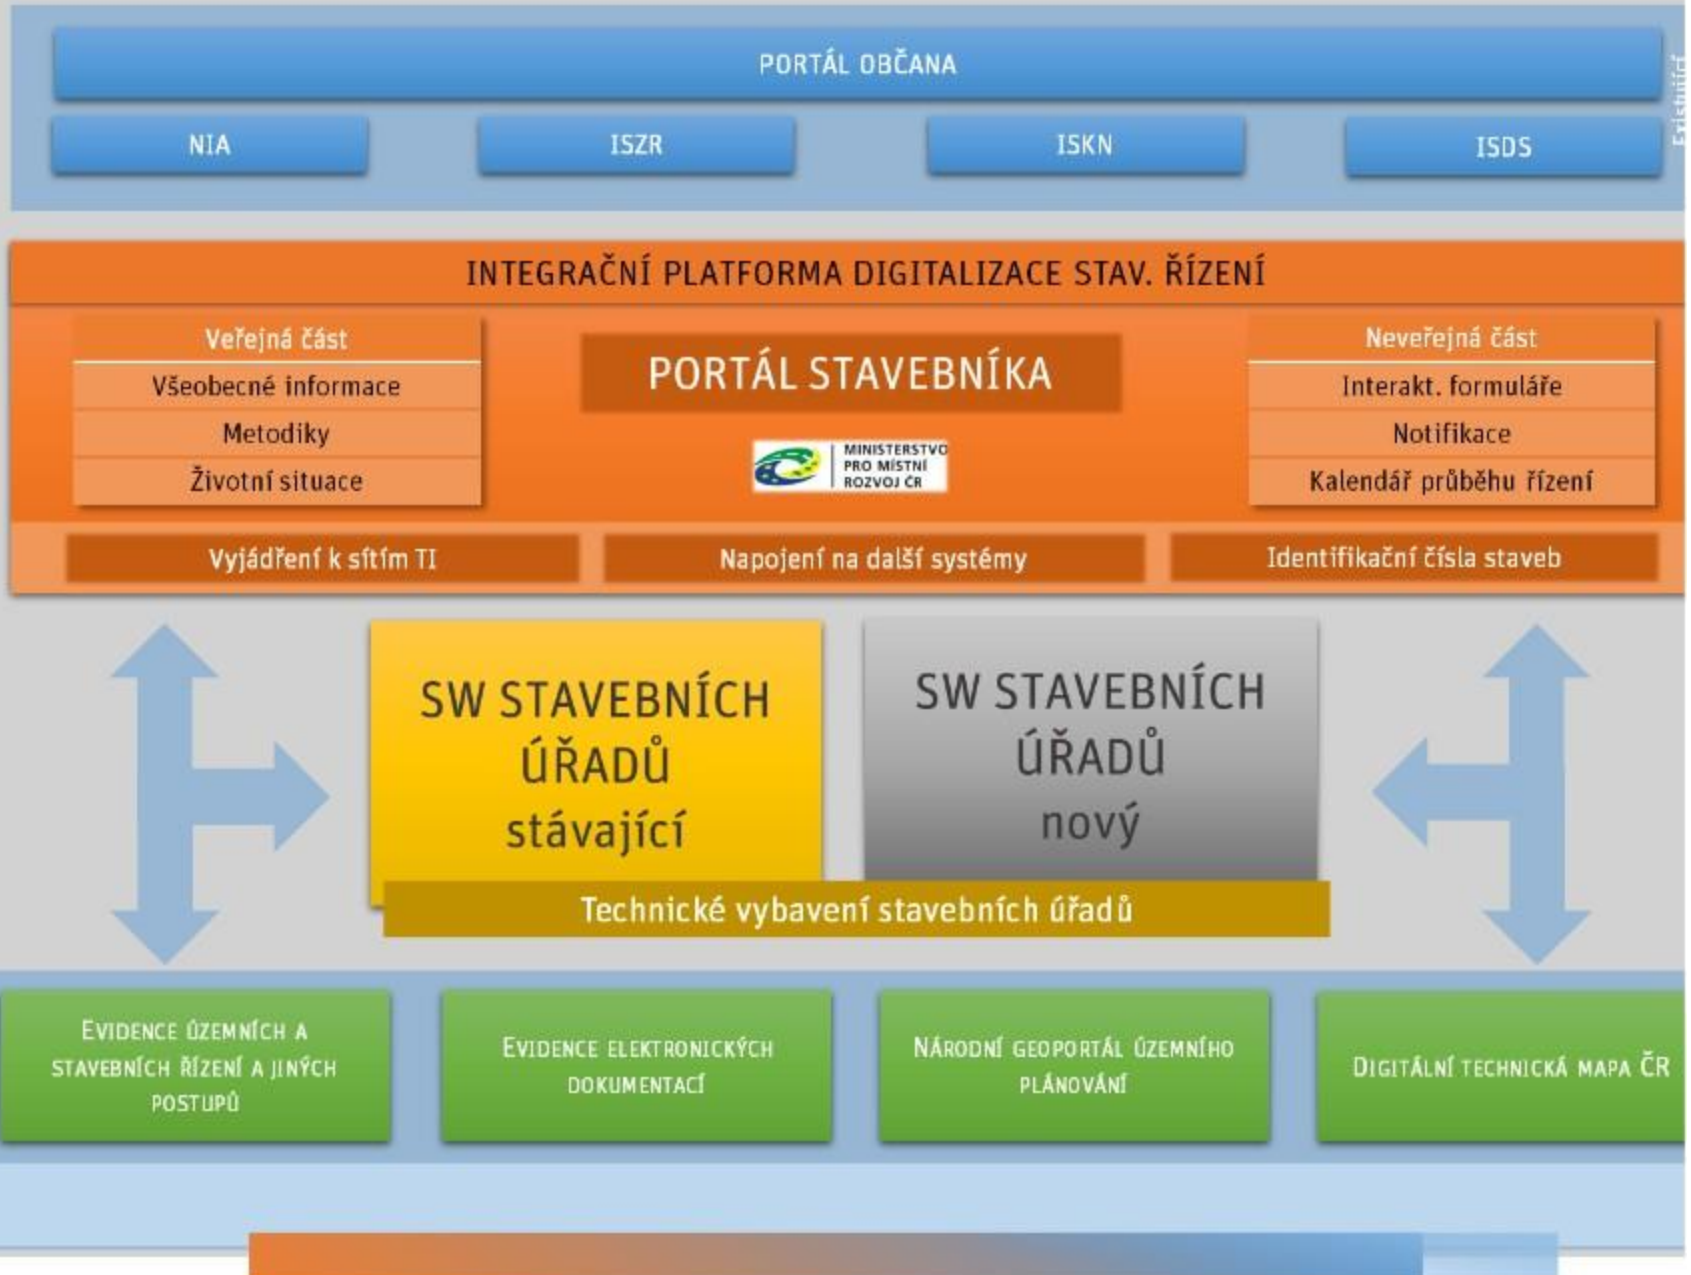 PORTÁL OBČANA
Existující
NIA
ISZR
ISKN
ISDS
INTEGRAČNÍ PLATFORMA DIGITALIZACE STAV. ŘÍZENÍ
Veřejná část
Všeobecné informace
Metodiky
Životní situace
PORTÁL STAVEBNÍKA
MINISTERSTVO
PRO MÍSTNÍ
ROZVOJ ČR
Neveřejná část
Interakt. formuláře
Notifikace
Kalendář průběhu řízení
Vyjádření k sítím TI
Napojení na další systémy
Identifikační čísla staveb
SW STAVEBNÍCH
ÚŘADŮ
stávající
SW STAVEBNÍCH
ÚŘADŮ
nový
Technické vybavení stavebních úřadů
EVIDENCE ÚZEMNÍCH A
STAVEBNÍCH ŘÍZENÍ A JINÝCH
POSTUPŮ
EVIDENCE ELEKTRONICKÝCH
DOKUMENTACÍ
NÁRODNÍ GEOPORTÁL ÚZEMNÍHO
PLÁNOVÁNÍ
DIGITÁLNÍ TECHNICKÁ MAPA ČR